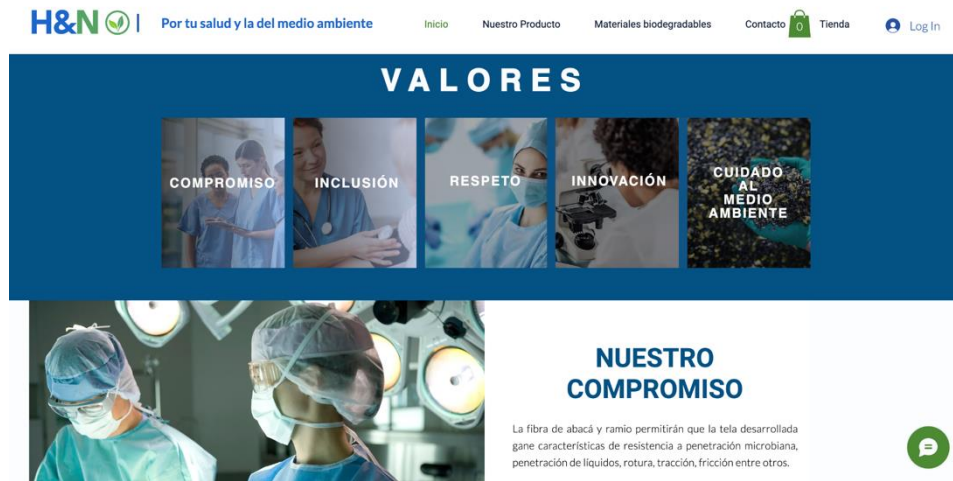 H&N
Por tu salud y la del medio ambiente
Inicio
Nuestro Producto
Materiales biodegradables
Contacto
0
Tienda
Log In
VALORES
COMPROMISO
INCLUSIÓN
RESPETO
INNOVACIÓN
CUIDADO
AL
MEDIO
AMBIENTE
NUESTRO
COMPROMISO
La fibra de abacá y ramio permitirán que la tela desarrollada
gane características de resistencia a penetración microbiana,
penetración de líquidos, rotura, tracción, fricción entre otros.